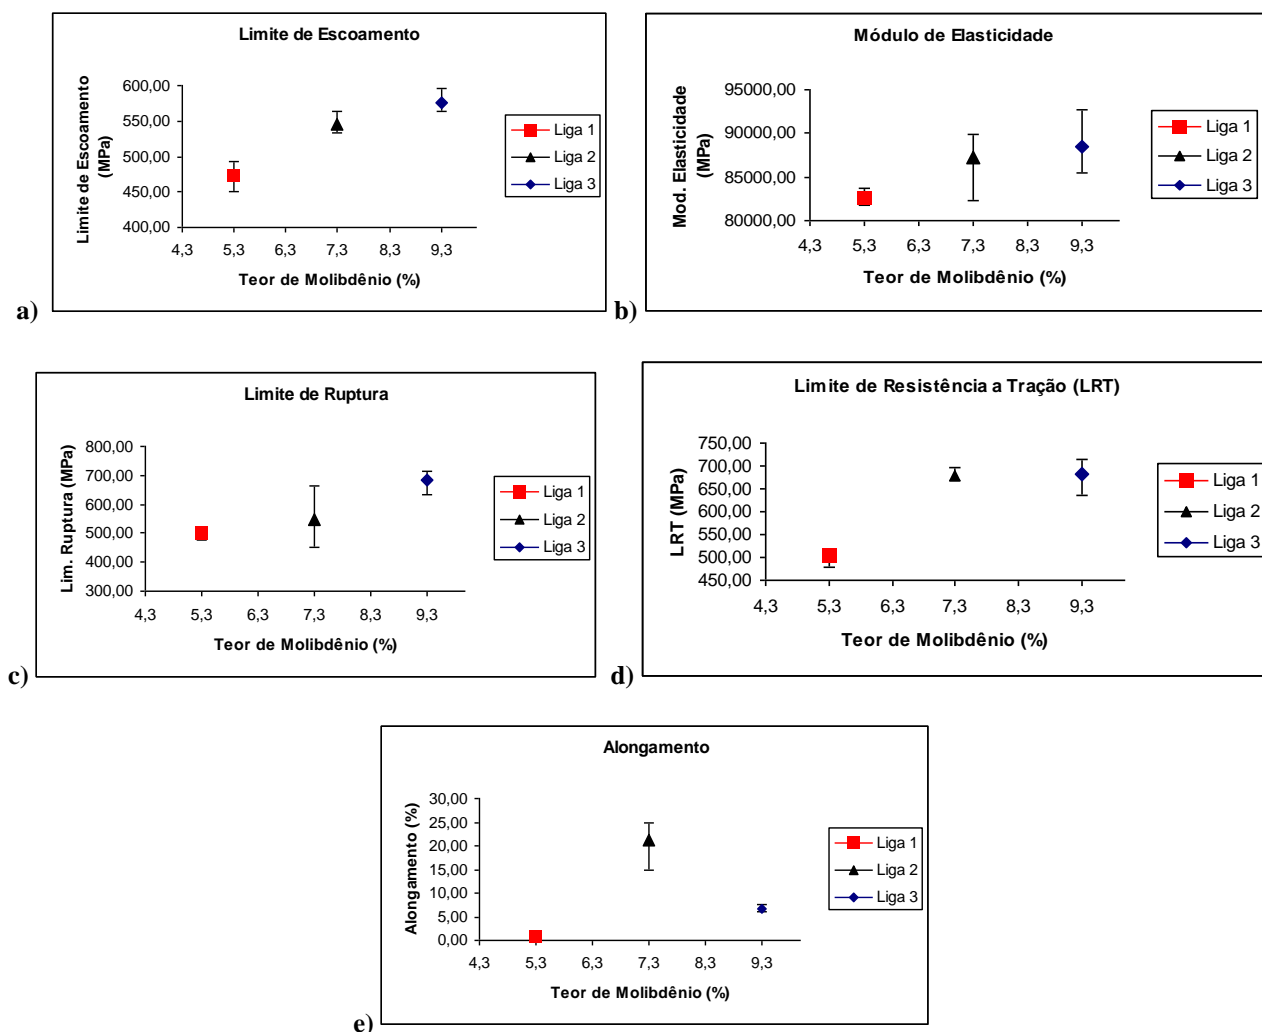 Limite de Escoamento
Limite de Escoamento
(MPa)
600,00
550,00
500,00
450,00
400,00
4,3 5,3 6,3 7,3 8,3 9,3
Teor de Molibdênio (%)
Liga 1
Liga 2
Liga 3
a)
Módulo de Elasticidade
Mod. Elasticidade
(MPa)
95000,00
90000,00
85000,00
80000,00
4,3 5,3 6,3 7,3 8,3 9,3
Teor de Molibdênio (%)
Liga 1
Liga 2
Liga 3
b)
Limite de Ruptura
Lim. Ruptura (MPa)
800,00
700,00
600,00
500,00
400,00
300,00
4,3 5,3 6,3 7,3 8,3 9,3
Teor de Molibdênio (%)
Liga 1
Liga 2
Liga 3
c)
Limite de Resistência a Tração (LRT)
LRT (MPa)
750,00
700,00
650,00
600,00
550,00
500,00
450,00
4,3 5,3 6,3 7,3 8,3 9,3
Teor de Molibdênio (%)
Liga 1
Liga 2
Liga 3
d)
Alongamento
Alongamento (%)
30,00
25,00
20,00
15,00
10,00
5,00
0,00
4,3 5,3 6,3 7,3 8,3 9,3
Teor de Molibdênio (%)
Liga 1
Liga 2
Liga 3
e)